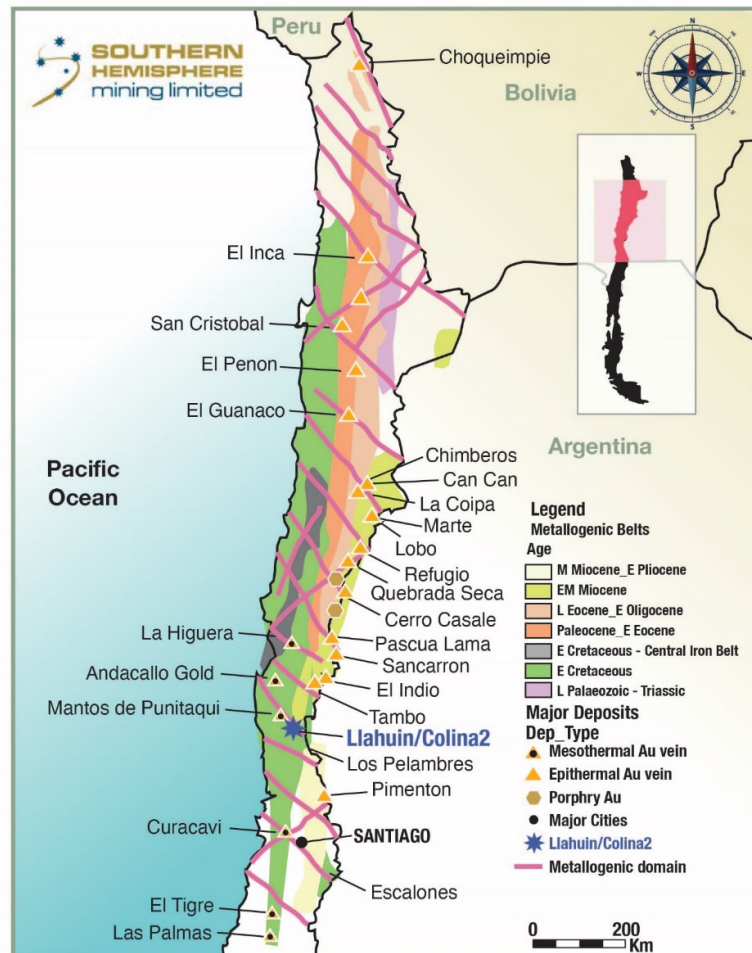 SOUTHERN
HEMISPHERE
mining limited
Peru
Choqueimpie
Bolivia
N
W
E
S
El Inca
San Cristobal
El Penon
El Guanaco
Argentina
Pacific
Ocean
Chimberos
Can Can
La Coipa
Marte
Lobo
Refugio
Quebrada Seca
Cerro Casale
La Higuera
Pascua Lama
Sancarron
Andacallo Gold
El Indio
Mantos de Punitaqui
Tambo
Llahuin/Colina2
Los Pelambres
Pimenton
Curacavi
SANTIAGO
Escalones
El Tigre
Las Palmas
Legend
Metallogenic Belts
Age
M Miocene_E Pliocene
EM Miocene
L Eocene_E Oligocene
Paleocene_E Eocene
E Cretaceous - Central Iron Belt
E Cretaceous
L Palaeozoic - Triassic
Major Deposits
Dep_Type
Mesothermal Au vein
Epithermal Au vein
Porphry Au
Major Cities
Llahuin/Colina2
Metallogenic domain
0 200
Km